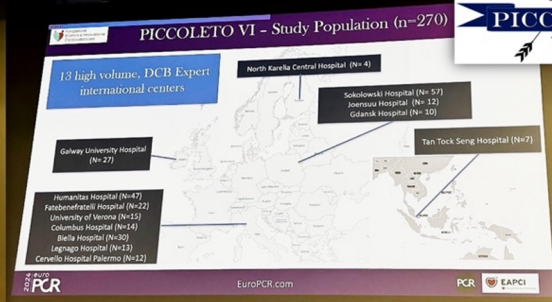 PICCOLETO VI – Study Population (n=270)
PICC
13 high volume, DCB Expert
international centers
North Karelia Central Hospital (N= 4)
Sokolowski Hospital (N= 57)
Joensuu Hospital (N= 12)
Gdansk Hospital (N= 10)
Tan Tock Seng Hospital (N=7)
Galway University Hospital
(N= 27)
Humanitas Hospital (N=47)
Fatebenefratelli Hospital (N=22)
University of Verona (N=15)
Columbus Hospital (N=14)
Biella Hospital (N=30)
Legnago Hospital (N=13)
Cervello Hospital Palermo (N=12)
2024 euro
PCR
EuroPCR.com
PCR
EAPCI